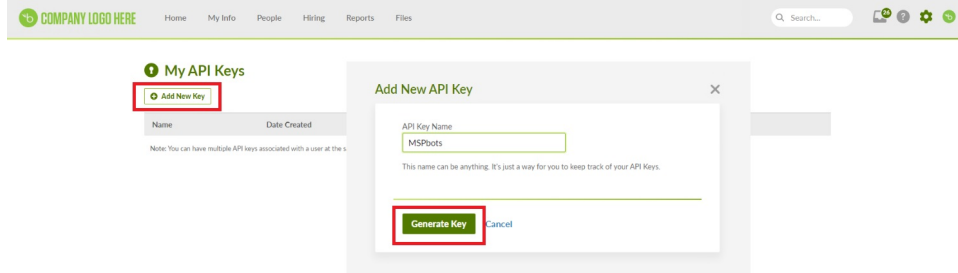 COMPANY LOGO HERE Home My Info People Hiring Reports Files Search... 26
My API Keys
Add New Key
Name Date Created
Note: You can have multiple API keys associated with a user at the s
Add New API Key
API Key Name
MSPbots
This name can be anything. It's just a way for you to keep track of your API Keys.
Generate Key Cancel